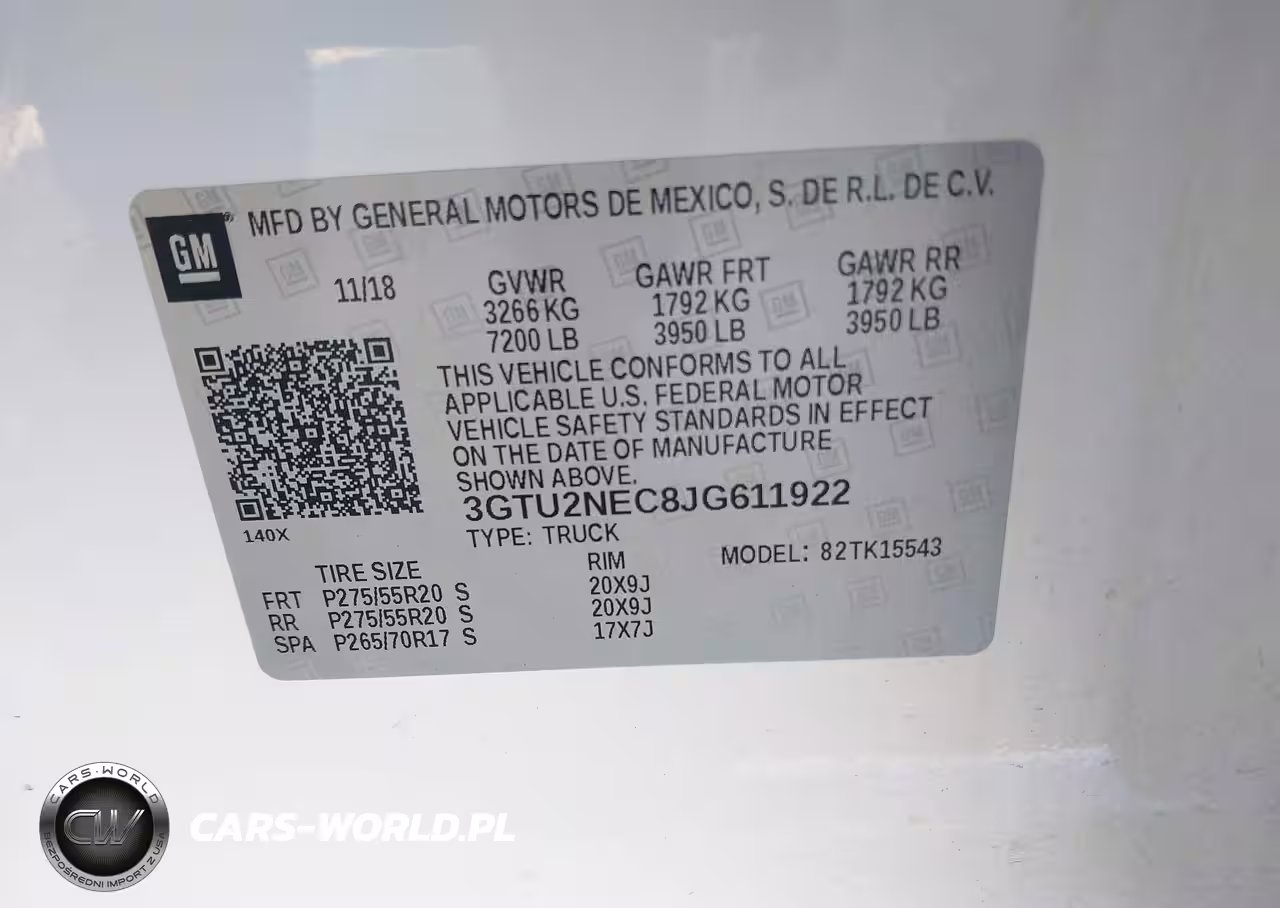 MFD BY GENERAL MOTORS DE MEXICO, S. DE R.L. DE C.V.
GM
11/18
GVWR GAWR FRT GAWR RR
3266 KG 1792 KG 1792 KG
7200 LB 3950 LB 3950 LB
THIS VEHICLE CONFORMS TO ALL
APPLICABLE U.S. FEDERAL MOTOR
VEHICLE SAFETY STANDARDS IN EFFECT
ON THE DATE OF MANUFACTURE
SHOWN ABOVE.
3GTU2NEC8JG611922
140X
TYPE: TRUCK
MODEL: 82TK15543
TIRE SIZE RIM
FRT P275/55R20 S 20X9J
RR P275/55R20 S 20X9J
SPA P265/70R17 S 17X7J
CARS-WORLD
CW
BEZPOŚREDNI IMPORT Z USA
CARS-WORLD.PL